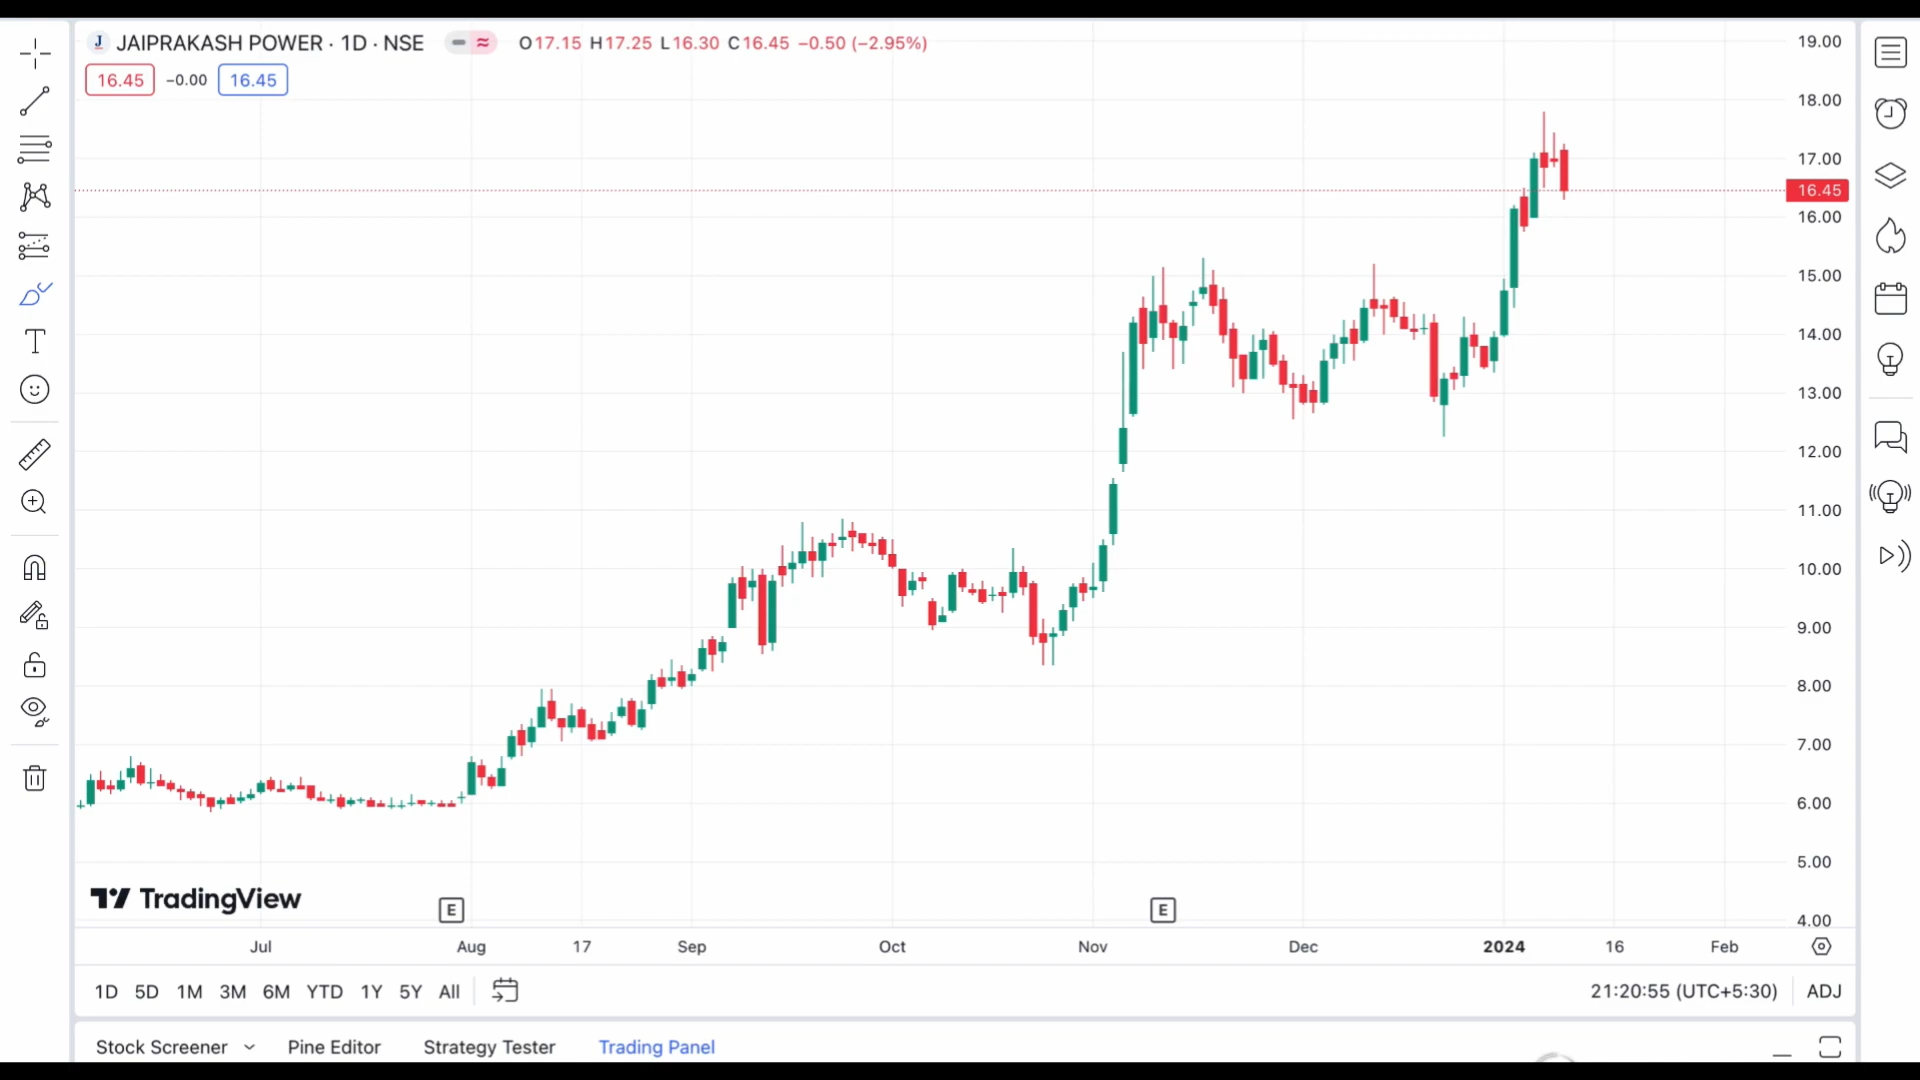 J JAIPRAKASH POWER · 1D · NSE O17.15 H17.25 L16.30 C16.45 −0.50 (−2.95%)
16.45 −0.00 16.45
19.00
18.00
17.00
16.45
16.00
15.00
14.00
13.00
12.00
11.00
10.00
9.00
8.00
7.00
6.00
5.00
4.00
TradingView
E E
Jul Aug 17 Sep Oct Nov Dec 2024 16 Feb
1D 5D 1M 3M 6M YTD 1Y 5Y All 21:20:55 (UTC+5:30) ADJ
Stock Screener Pine Editor Strategy Tester Trading Panel